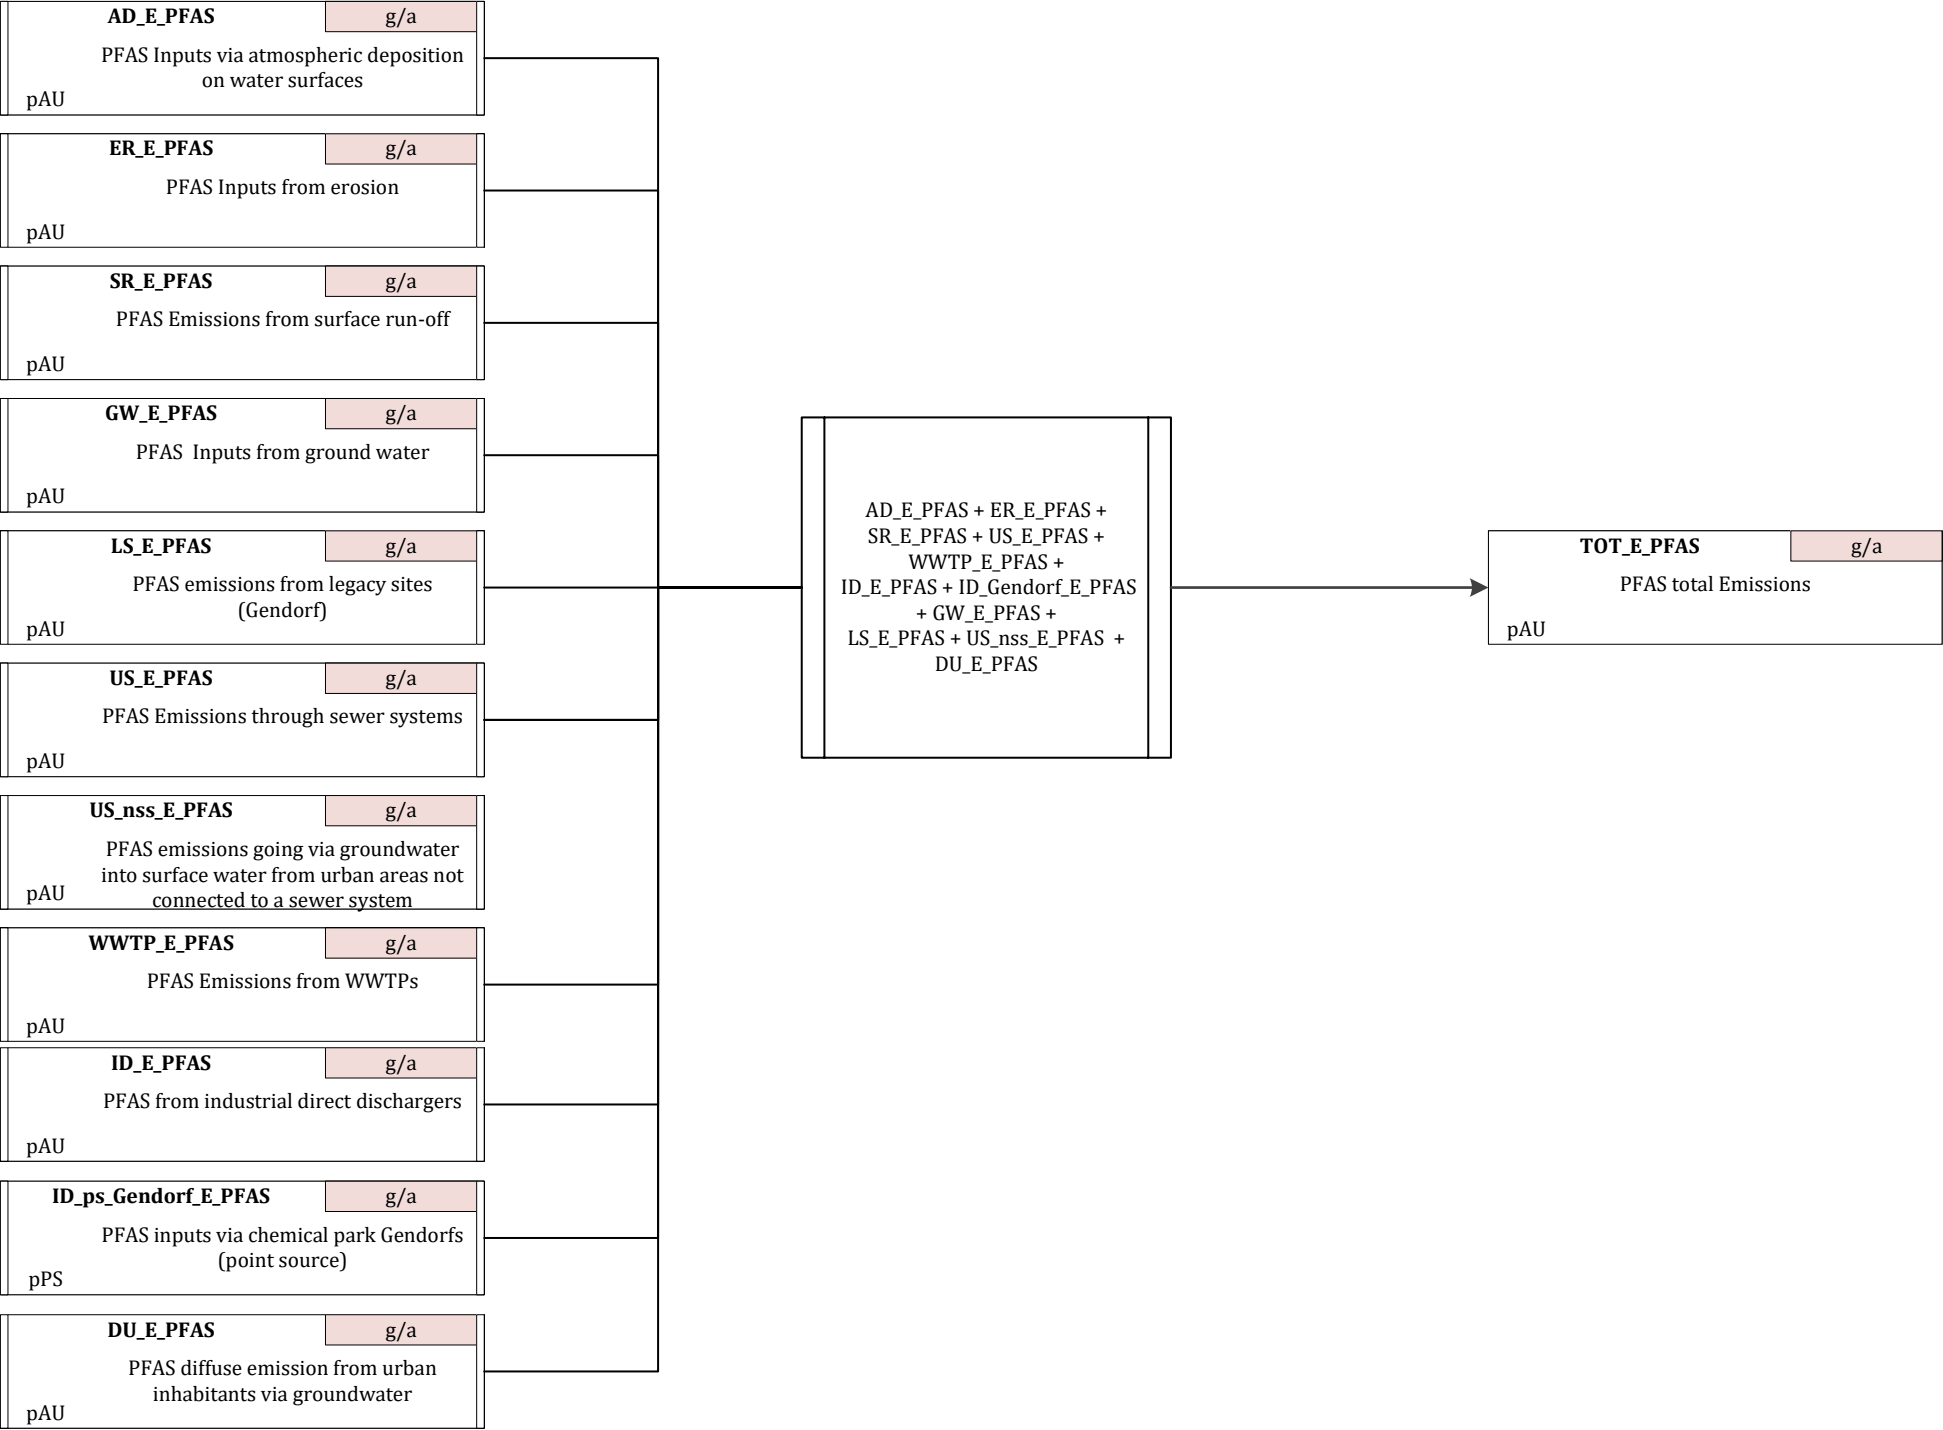 AD_E_PFAS
g/a
PFAS Inputs via atmospheric deposition
on water surfaces
pAU
ER_E_PFAS
g/a
PFAS Inputs from erosion
pAU
SR_E_PFAS
g/a
PFAS Emissions from surface run-off
pAU
GW_E_PFAS
g/a
PFAS  Inputs from ground water
pAU
LS_E_PFAS
g/a
PFAS emissions from legacy sites
(Gendorf)
pAU
US_E_PFAS
g/a
PFAS Emissions through sewer systems
pAU
US_nss_E_PFAS
g/a
PFAS emissions going via groundwater
into surface water from urban areas not
connected to a sewer system
pAU
WWTP_E_PFAS
g/a
PFAS Emissions from WWTPs
pAU
ID_E_PFAS
g/a
PFAS from industrial direct dischargers
pAU
ID_ps_Gendorf_E_PFAS
g/a
PFAS inputs via chemical park Gendorfs
(point source)
pPS
DU_E_PFAS
g/a
PFAS diffuse emission from urban
inhabitants via groundwater
pAU
AD_E_PFAS + ER_E_PFAS +
SR_E_PFAS + US_E_PFAS +
WWTP_E_PFAS +
ID_E_PFAS + ID_Gendorf_E_PFAS
+ GW_E_PFAS +
LS_E_PFAS + US_nss_E_PFAS  +
DU_E_PFAS
TOT_E_PFAS
g/a
PFAS total Emissions
pAU